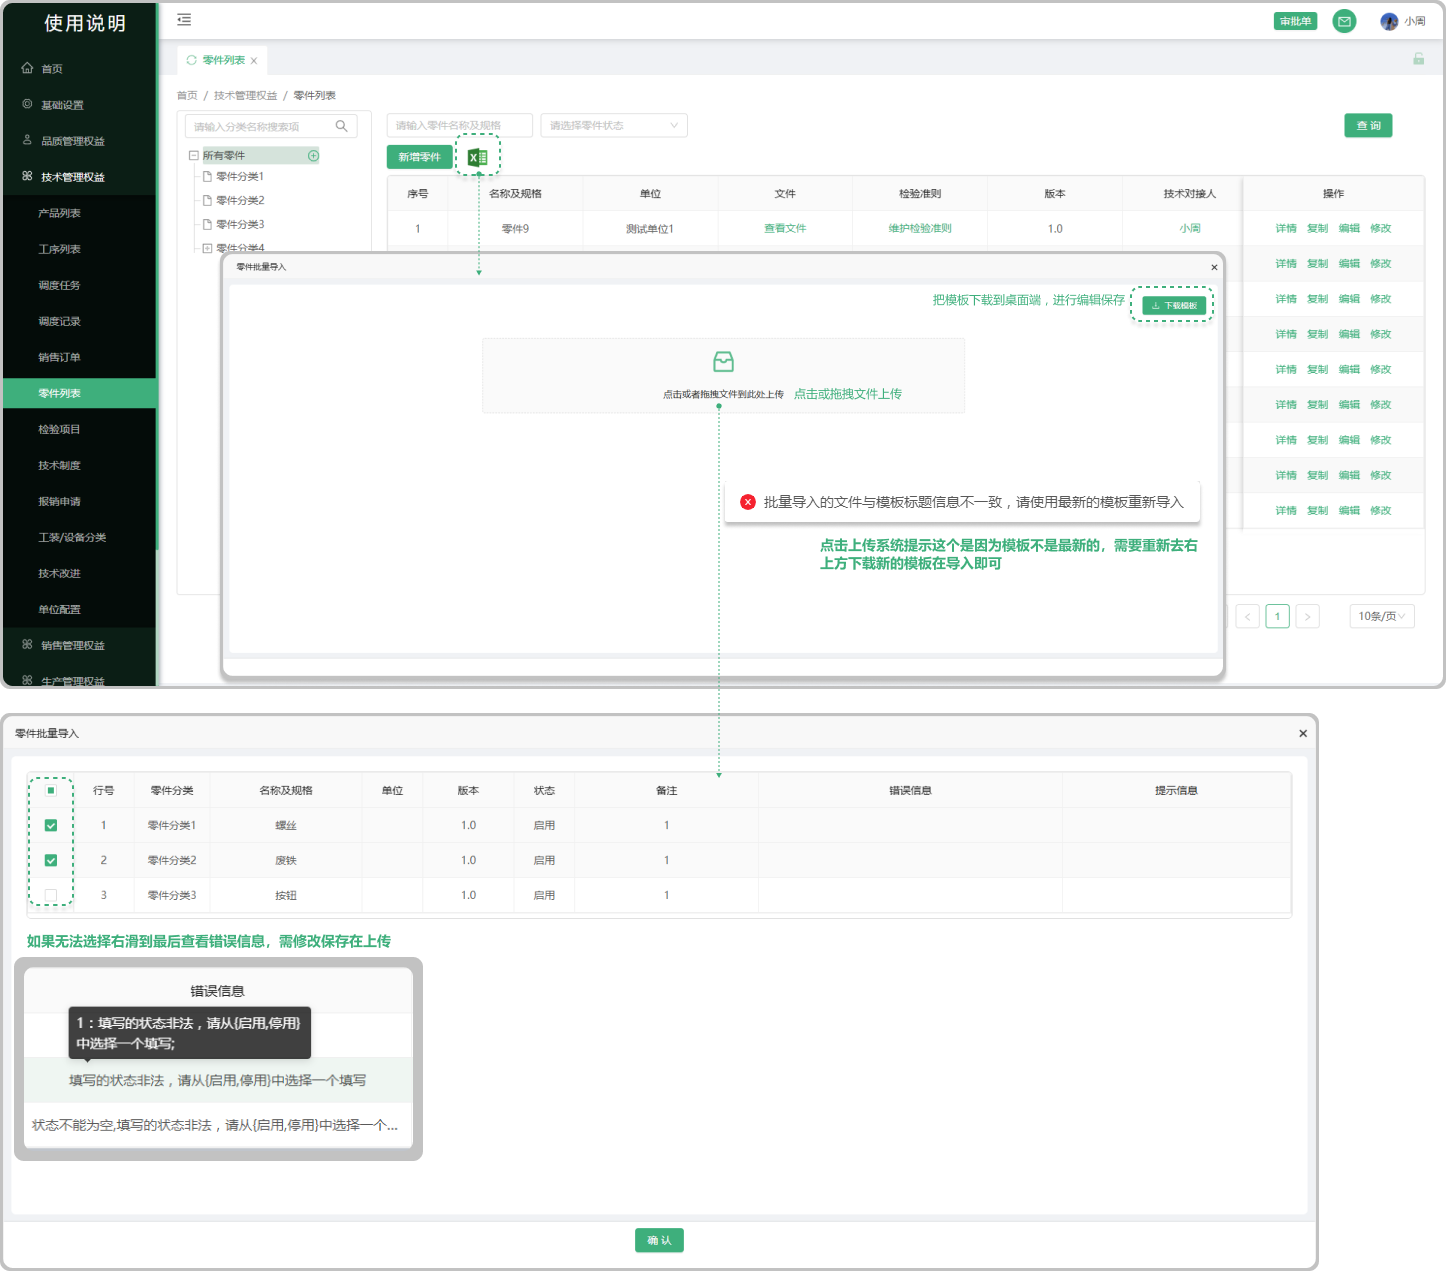 使用说明
首页
基础设置
品质管理权益
技术管理权益
产品列表
工序列表
调度任务
调度记录
销售订单
零件列表
检验项目
技术制度
报销申请
工装/设备分类
技术改进
单位配置
销售管理权益
生产管理权益
审批单
小周
零件列表 x
首页 / 技术管理权益 / 零件列表
请输入分类名称搜索项
所有零件
零件分类1
零件分类2
零件分类3
零件分类4
请输入零件名称及规格 请选择零件状态
查 询
新增零件
序号 名称及规格 单位 文件 检验准则 版本 技术对接人 操作
1 零件9 测试单位1 查看文件 维护检验准则 1.0 小周 详情 复制 编辑 修改
详情 复制 编辑 修改
详情 复制 编辑 修改
详情 复制 编辑 修改
详情 复制 编辑 修改
详情 复制 编辑 修改
详情 复制 编辑 修改
详情 复制 编辑 修改
详情 复制 编辑 修改
< 1 > 10条/页
零件批量导入 ×
把模板下载到桌面端，进行编辑保存
下载模板
点击或者拖拽文件到此处上传 点击或拖拽文件上传
批量导入的文件与模板标题信息不一致，请使用最新的模板重新导入
点击上传系统提示这个是因为模板不是最新的，需要重新去右
上方下载新的模板在导入即可
零件批量导入 ×
行号 零件分类 名称及规格 单位 版本 状态 备注 错误信息 提示信息
1 零件分类1 螺丝 1.0 启用 1
2 零件分类2 废铁 1.0 启用 1
3 零件分类3 按钮 1.0 启用 1
如果无法选择右滑到最后查看错误信息，需修改保存在上传
错误信息
1：填写的状态非法，请从{启用,停用}
中选择一个填写;
填写的状态非法，请从{启用,停用}中选择一个填写
状态不能为空,填写的状态非法，请从{启用,停用}中选择一个...
确 认